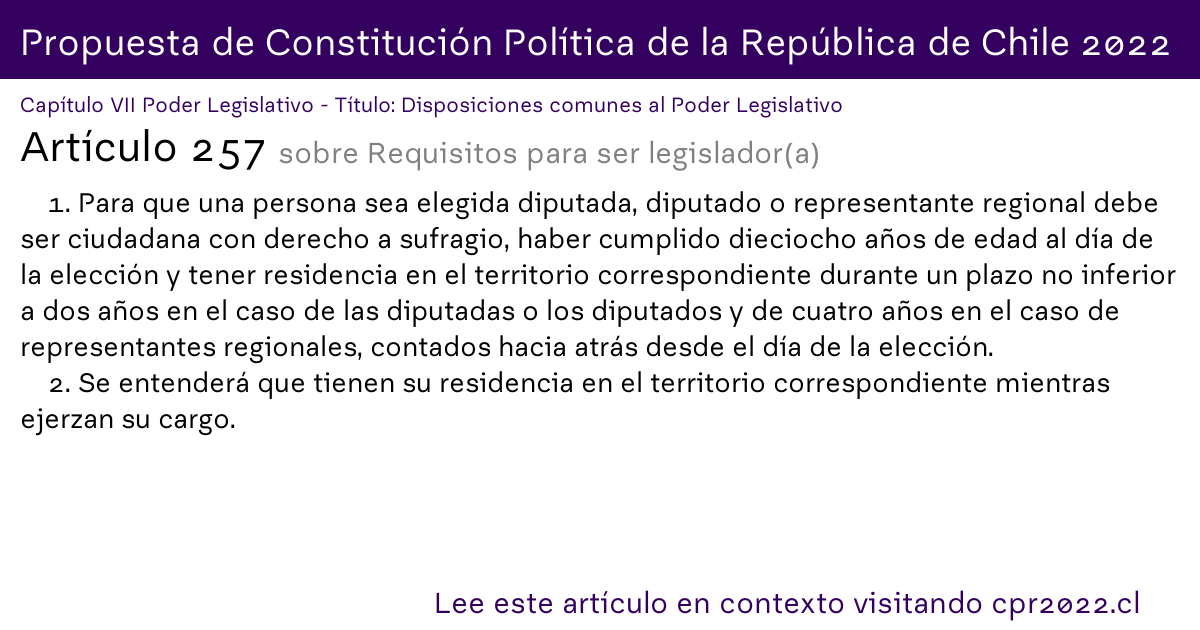 Propuesta de Constitución Política de la República de Chile 2022
Capítulo VII Poder Legislativo - Título: Disposiciones comunes al Poder Legislativo
Artículo 257 sobre Requisitos para ser legislador(a)
1. Para que una persona sea elegida diputada, diputado o representante regional debe
ser ciudadana con derecho a sufragio, haber cumplido dieciocho años de edad al día de
la elección y tener residencia en el territorio correspondiente durante un plazo no inferior
a dos años en el caso de las diputadas o los diputados y de cuatro años en el caso de
representantes regionales, contados hacia atrás desde el día de la elección.
2. Se entenderá que tienen su residencia en el territorio correspondiente mientras
ejerzan su cargo.
Lee este artículo en contexto visitando cpr2022.cl